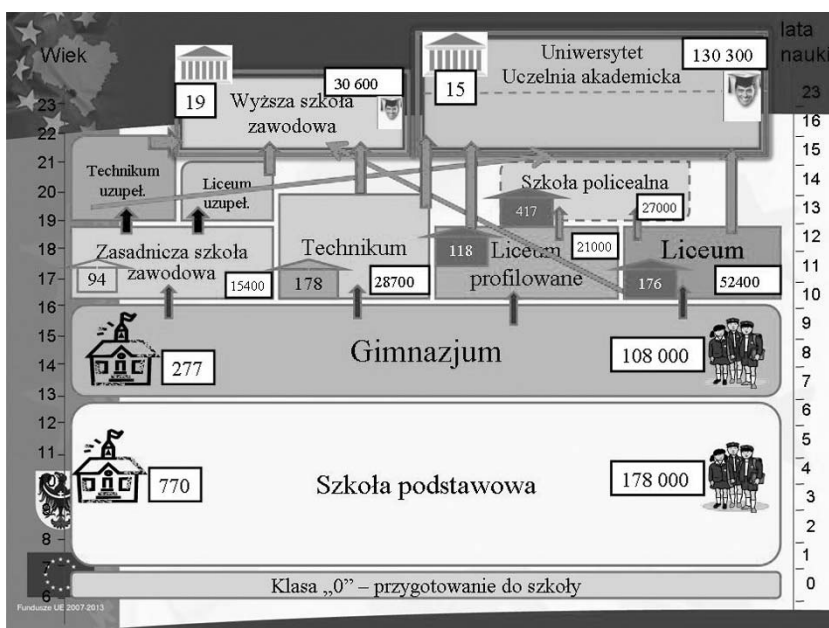 Wiek
lata
nauki
23
22
21
20
19
18
17
16
15
14
13
12
11
8
7
6
23
16
15
14
13
12
11
10
9
8
7
6
5
4
3
2
1
0
19
Wyższa szkoła
zawodowa
30 600
15
Uniwersytet
Uczelnia akademicka
130 300
Technikum
uzupeł.
Liceum
uzupeł.
Szkoła policealna
417
27000
Zasadnicza szkoła
zawodowa
94
15400
Technikum
178
28700
118
Liceum
profilowane
21000
Liceum
176
52400
Gimnazjum
277
108 000
770
Szkoła podstawowa
178 000
Klasa „0” – przygotowanie do szkoły
Fundusze UE 2007-2013